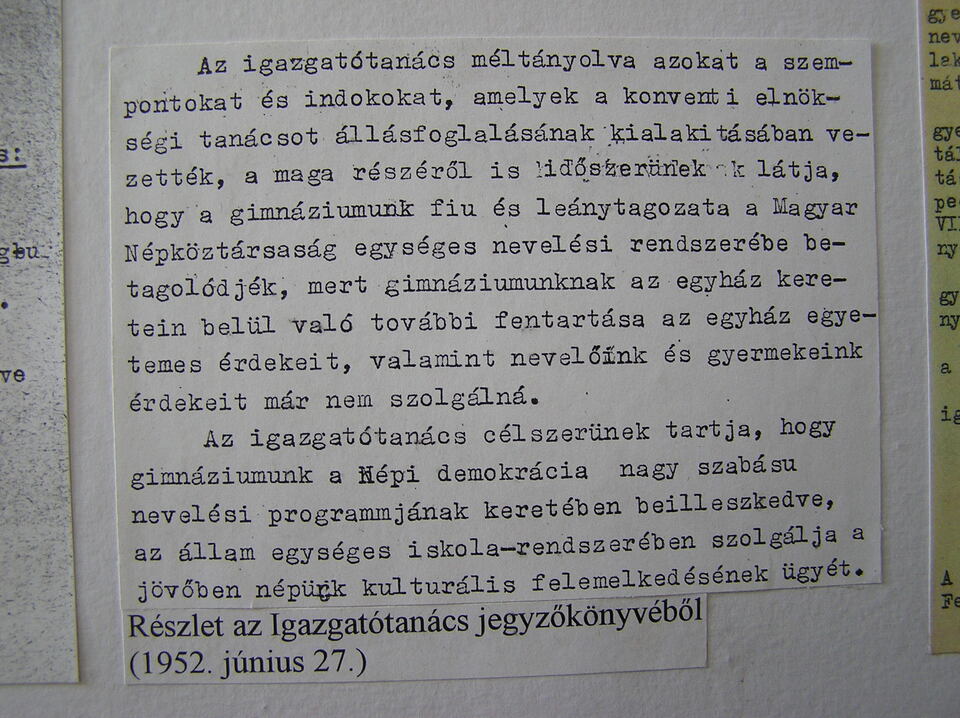 Az igazgatótanács méltányolva azokat a szem-
pontokat és indokokat, amelyek a konventi elnök-
ségi tanácsot állásfoglalásának kialakitásában ve-
zették, a maga részéről is időszerünek látja,
hogy a gimnáziumunk fiu és leánytagozata a Magyar
Népköztársaság egységes nevelési rendszerébe be-
tagolódjék, mert gimnáziumunknak az egyház kere-
tein belül való további fentartása az egyház egye-
temes érdekeit, valamint nevelőink és gyermekeink
érdekeit már nem szolgálná.
Az igazgatótanács célszerünek tartja, hogy
gimnáziumunk a Népi demokrácia nagy szabásu
nevelési programmjának keretében beilleszkedve,
az állam egységes iskola-rendszerében szolgálja a
jövőben népünk kulturális felemelkedésének ügyét.
Részlet az Igazgatótanács jegyzőkönyvéből
(1952. június 27.)